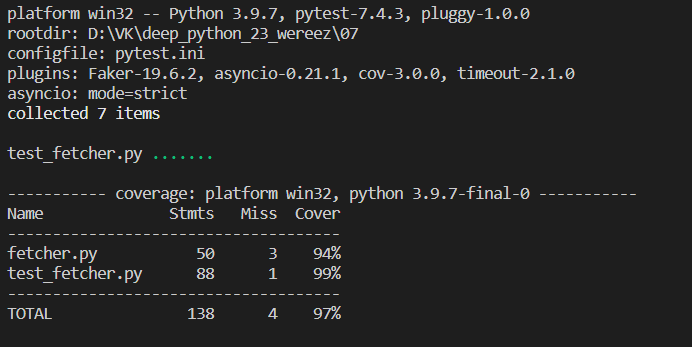 platform win32 -- Python 3.9.7, pytest-7.4.3, pluggy-1.0.0
rootdir: D:\VK\deep_python_23_wereez\07
configfile: pytest.ini
plugins: Faker-19.6.2, asyncio-0.21.1, cov-3.0.0, timeout-2.1.0
asyncio: mode=strict
collected 7 items
test_fetcher.py .......
----------- coverage: platform win32, python 3.9.7-final-0 -----------
Name Stmts Miss Cover
-------------------------------------
fetcher.py 50 3 94%
test_fetcher.py 88 1 99%
-------------------------------------
TOTAL 138 4 97%